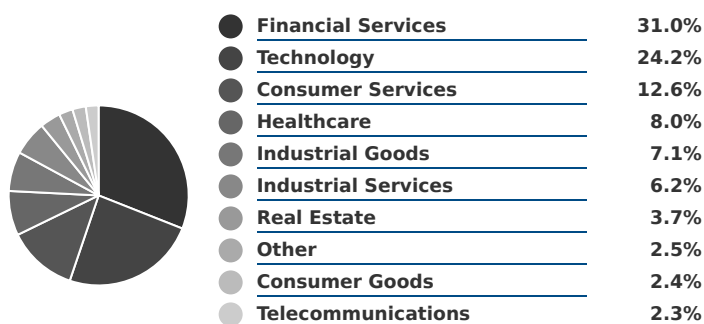 Financial Services 31.0%
Technology 24.2%
Consumer Services 12.6%
Healthcare 8.0%
Industrial Goods 7.1%
Industrial Services 6.2%
Real Estate 3.7%
Other 2.5%
Consumer Goods 2.4%
Telecommunications 2.3%